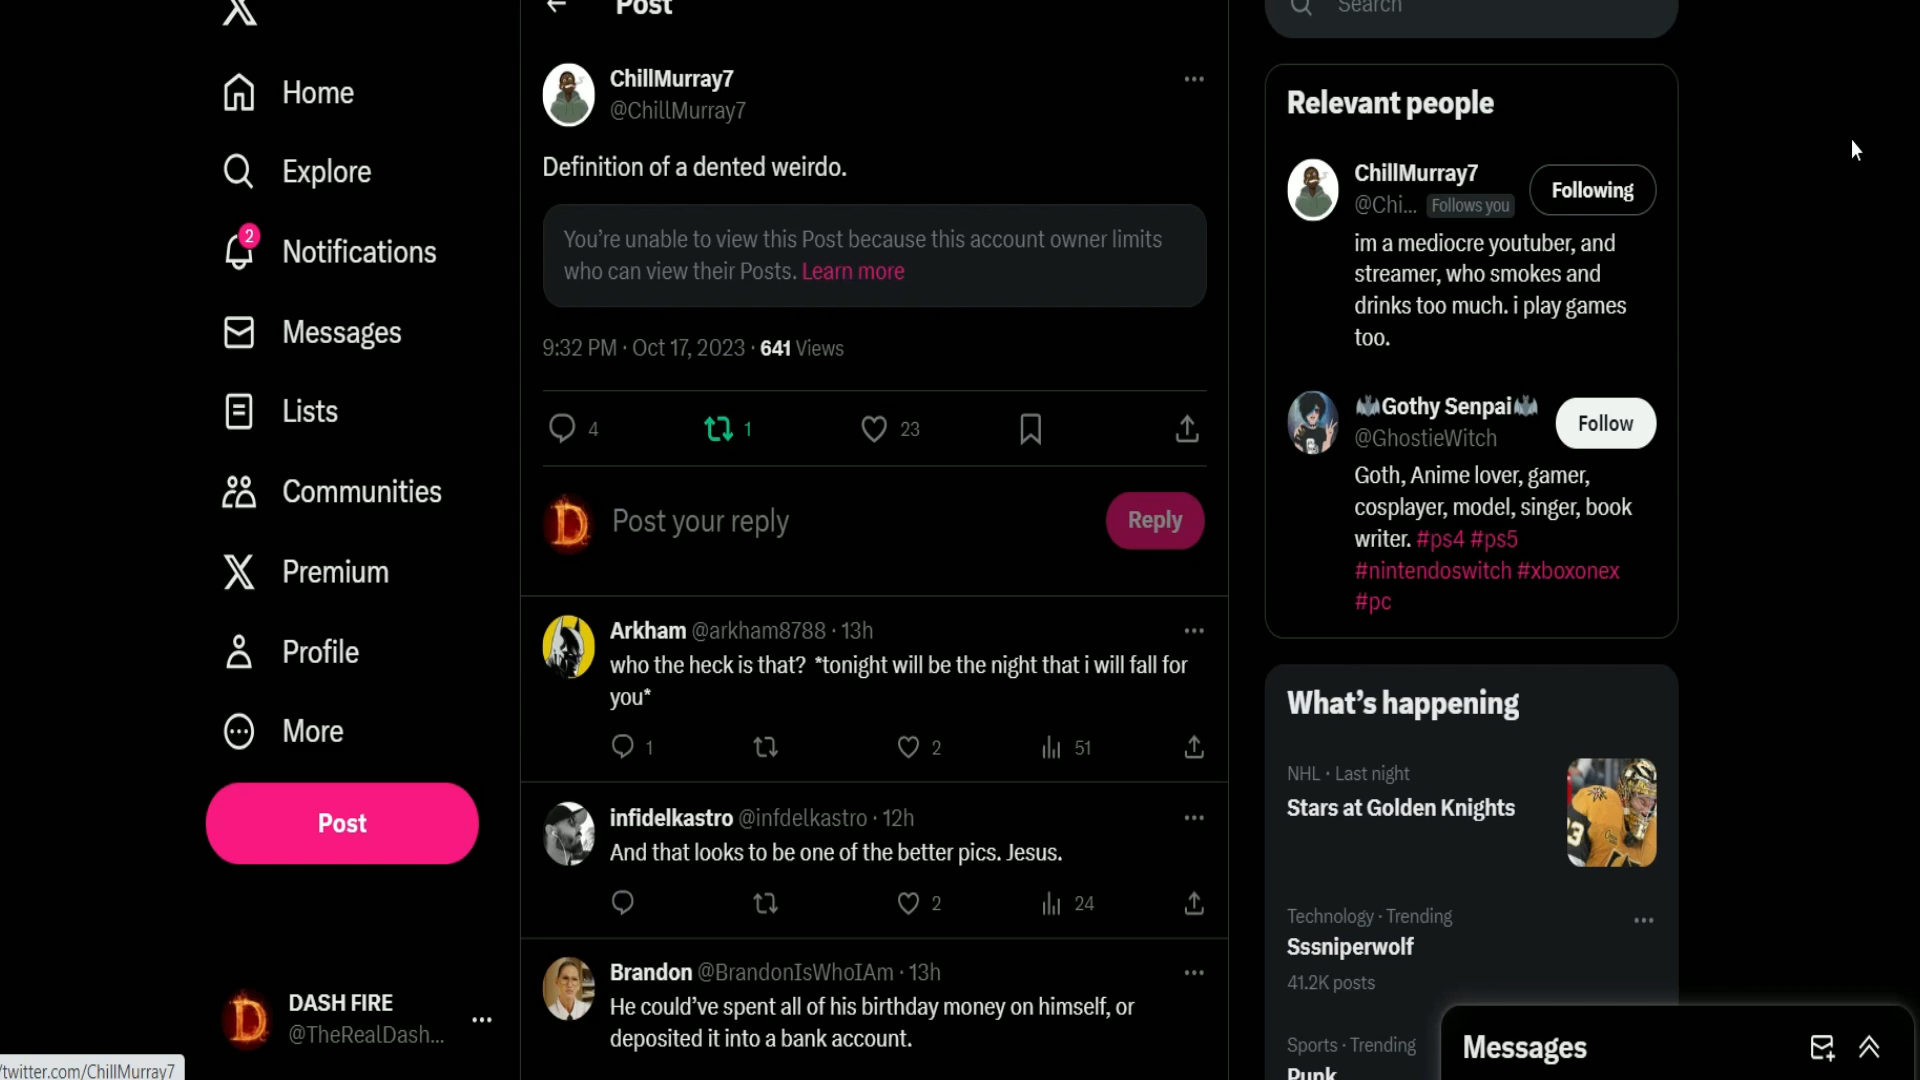 Home
Explore
2
Notifications
Messages
Lists
Communities
Premium
Profile
More
Post
DASH FIRE
@TheRealDash...
/twitter.com/ChillMurray7
Post
ChillMurray7
@ChillMurray7
Definition of a dented weirdo.
You're unable to view this Post because this account owner limits
who can view their Posts. Learn more
9:32 PM · Oct 17, 2023 · 641 Views
4 1 23
Post your reply
Reply
Arkham @arkham8788 · 13h
who the heck is that? *tonight will be the night that i will fall for
you*
1 2 51
infidelkastro @infdelkastro · 12h
And that looks to be one of the better pics. Jesus.
2 24
Brandon @BrandonIsWhoIAm · 13h
He could've spent all of his birthday money on himself, or
deposited it into a bank account.
Search
Relevant people
ChillMurray7
@Chi... Follows you
Following
im a mediocre youtuber, and
streamer, who smokes and
drinks too much. i play games
too.
🦇Gothy Senpai🦇
@GhostieWitch
Follow
Goth, Anime lover, gamer,
cosplayer, model, singer, book
writer. #ps4 #ps5
#nintendoswitch #xboxonex
#pc
What's happening
NHL · Last night
Stars at Golden Knights
Technology · Trending
Sssniperwolf
41.2K posts
Sports · Trending
Punk
Messages